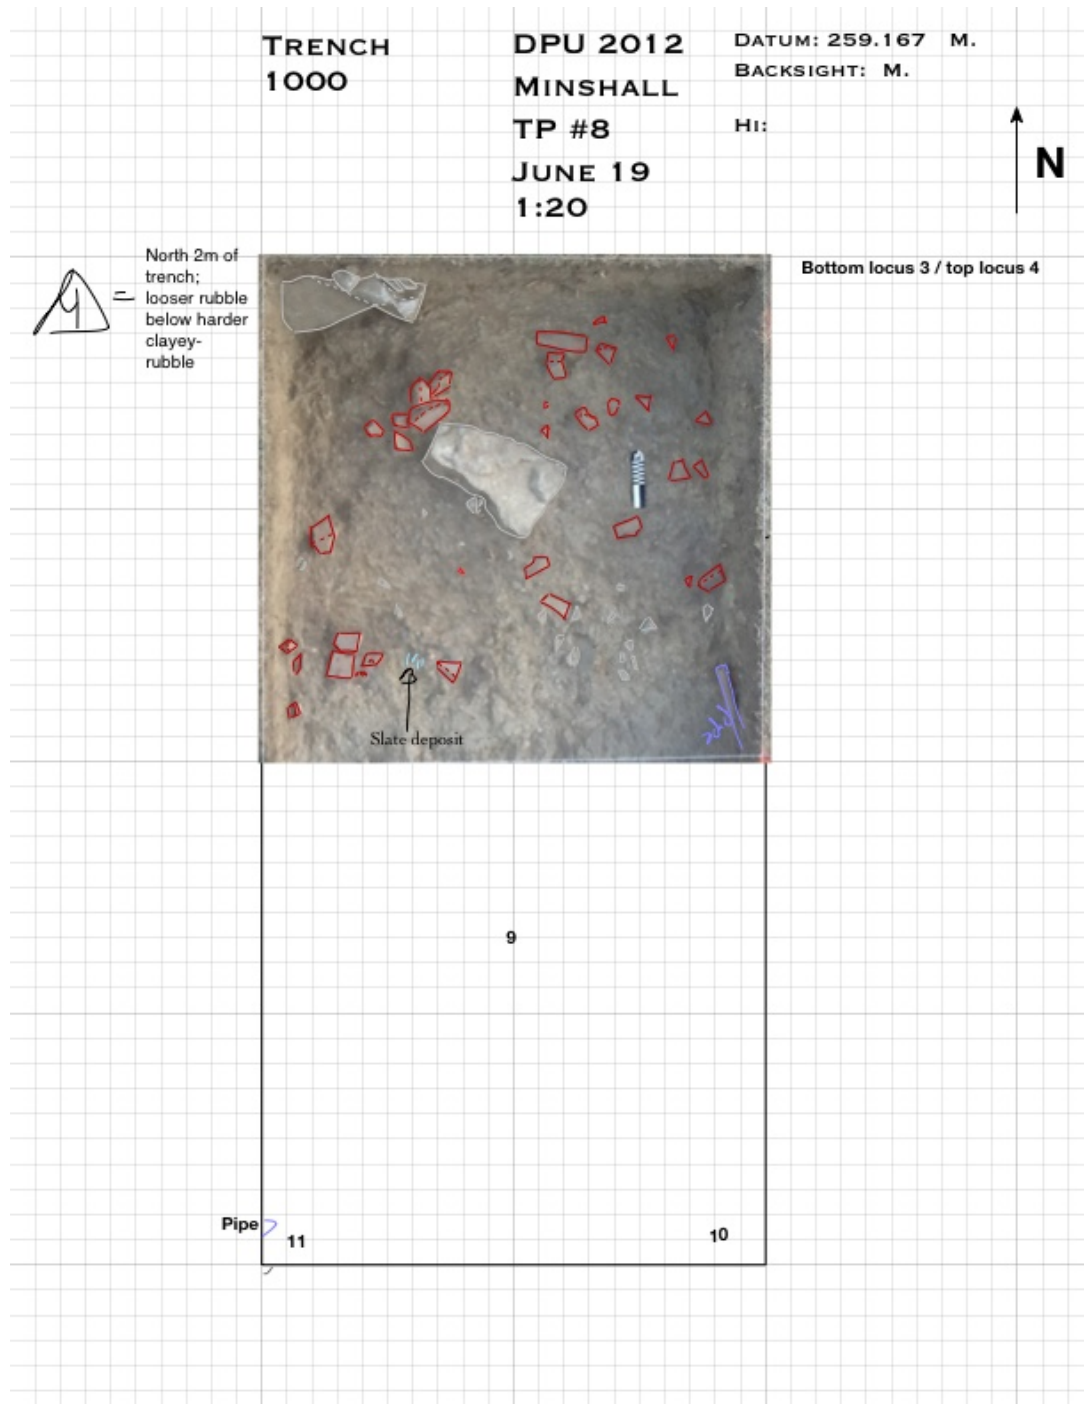 TRENCH
1000
DPU 2012
MINSHALL
TP #8
JUNE 19
1:20
DATUM: 259.167 M.
BACKSIGHT: M.
HI:
N
4
=
North 2m of
trench;
looser rubble
below harder
clayey-
rubble
Bottom locus 3 / top locus 4
Slate deposit
pipe
9
Pipe
11
10